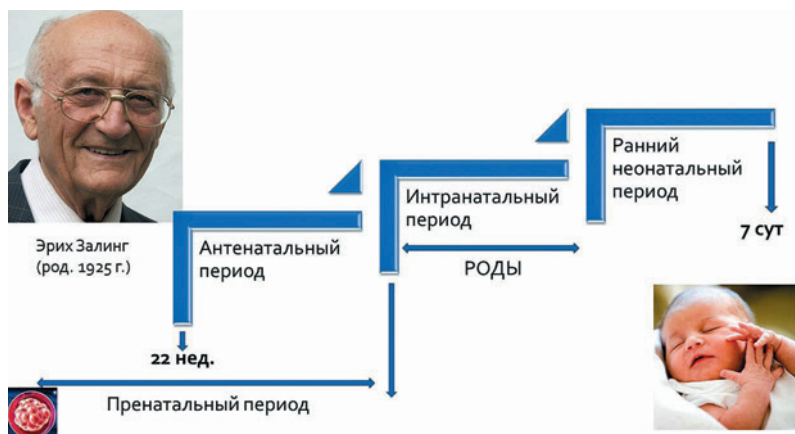 Эрих Залинг
(род. 1925 г.)
Антенатальный
период
Интранатальный
период
Ранний
неонатальный
период
РОДЫ
7 сут
22 нед.
Пренатальный период